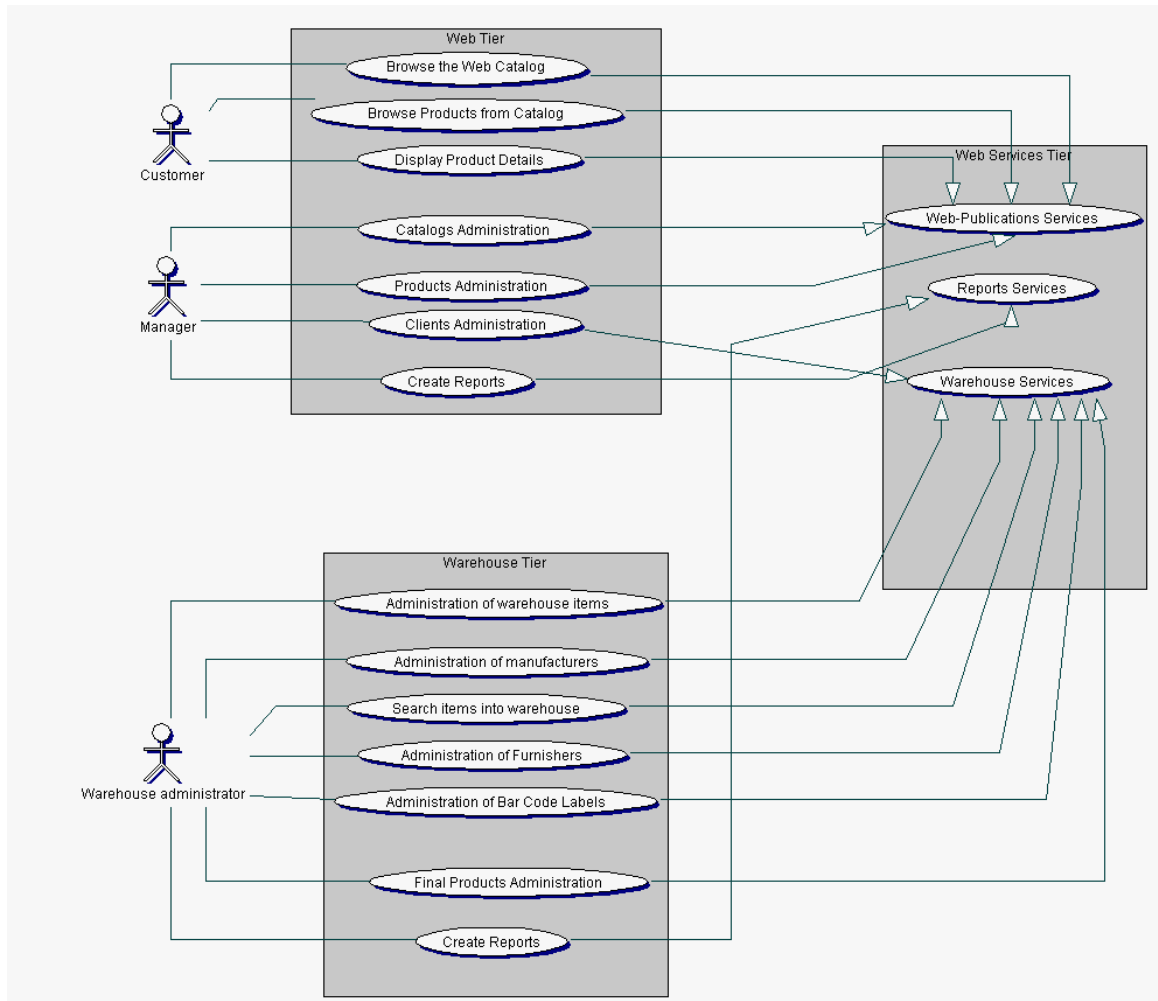 Web Tier
Browse the Web Catalog
Browse Products from Catalog
Display Product Details
Customer
Catalogs Administration
Products Administration
Clients Administration
Create Reports
Manager
Web Services Tier
Web-Publications Services
Reports Services
Warehouse Services
Warehouse Tier
Administration of warehouse items
Administration of manufacturers
Search items into warehouse
Administration of Furnishers
Administration of Bar Code Labels
Final Products Administration
Create Reports
Warehouse administrator